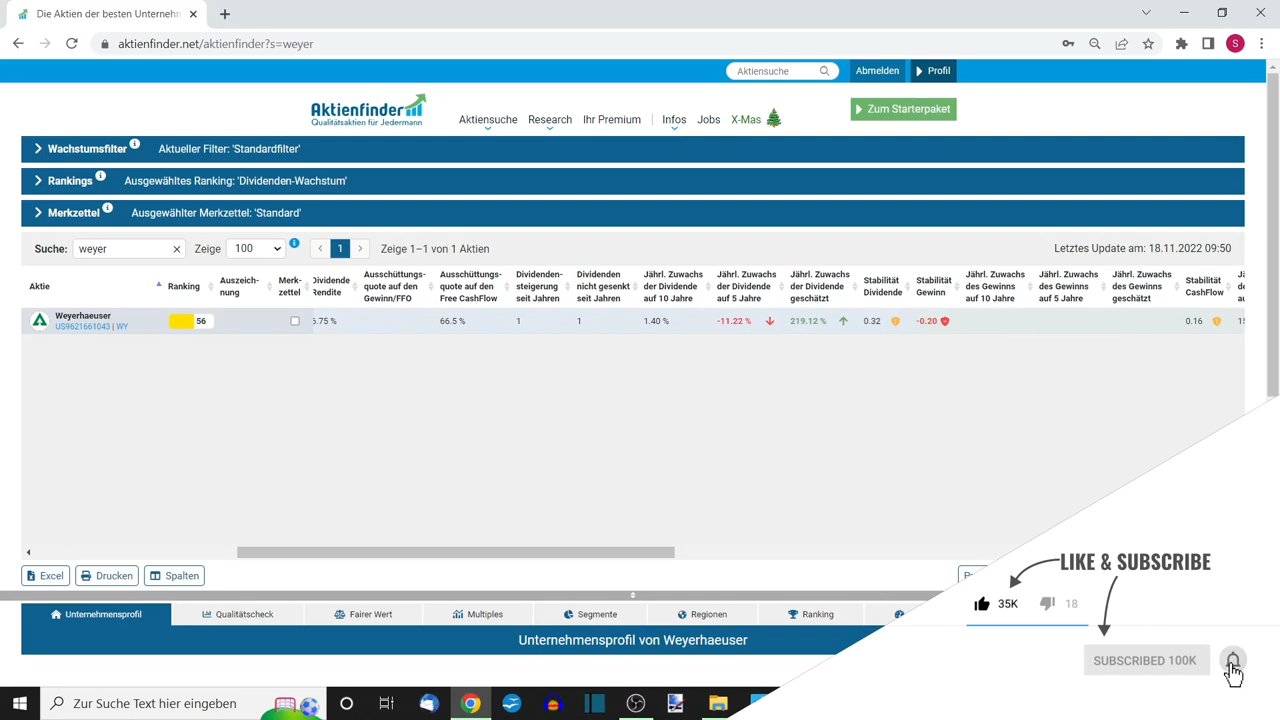 Die Aktien der besten Unternehm
aktienfinder.net/aktienfinder?s=weyer
S
Aktiensuche
Abmelden
Profil
Aktienfinder
Qualitätsaktien für Jedermann
Aktiensuche
Research
Ihr Premium
Infos
Jobs
X-Mas
Zum Starterpaket
Wachstumsfilter Aktueller Filter: 'Standardfilter'
Rankings Ausgewähltes Ranking: 'Dividenden-Wachstum'
Merkzettel Ausgewählter Merkzettel: 'Standard'
Suche: weyer Zeige 100 1 Zeige 1–1 von 1 Aktien Letztes Update am: 18.11.2022 09:50
Aktie
Ranking
Auszeich-
nung
Merk-
zettel
Dividende
Rendite
Ausschüttungs-
quote auf den
Gewinn/FFO
Ausschüttungs-
quote auf den
Free CashFlow
Dividenden-
steigerung
seit Jahren
Dividenden
nicht gesenkt
seit Jahren
Jährl. Zuwachs
der Dividende
auf 10 Jahre
Jährl. Zuwachs
der Dividende
auf 5 Jahre
Jährl. Zuwachs
der Dividende
geschätzt
Stabilität
Dividende
Stabilität
Gewinn
Jährl. Zuwachs
des Gewinns
auf 10 Jahre
Jährl. Zuwachs
des Gewinns
auf 5 Jahre
Jährl. Zuwachs
des Gewinns
geschätzt
Stabilität
CashFlow
Weyerhaeuser
US9621661043 | WY
56
6.75 %
66.5 %
1
1
1.40 %
-11.22 %
219.12 %
0.32
-0.20
0.16
Excel
Drucken
Spalten
Unternehmensprofil
Qualitätscheck
Fairer Wert
Multiples
Segmente
Regionen
Ranking
Unternehmensprofil von Weyerhaeuser
LIKE & SUBSCRIBE
35K
18
SUBSCRIBED 100K
Zur Suche Text hier eingeben